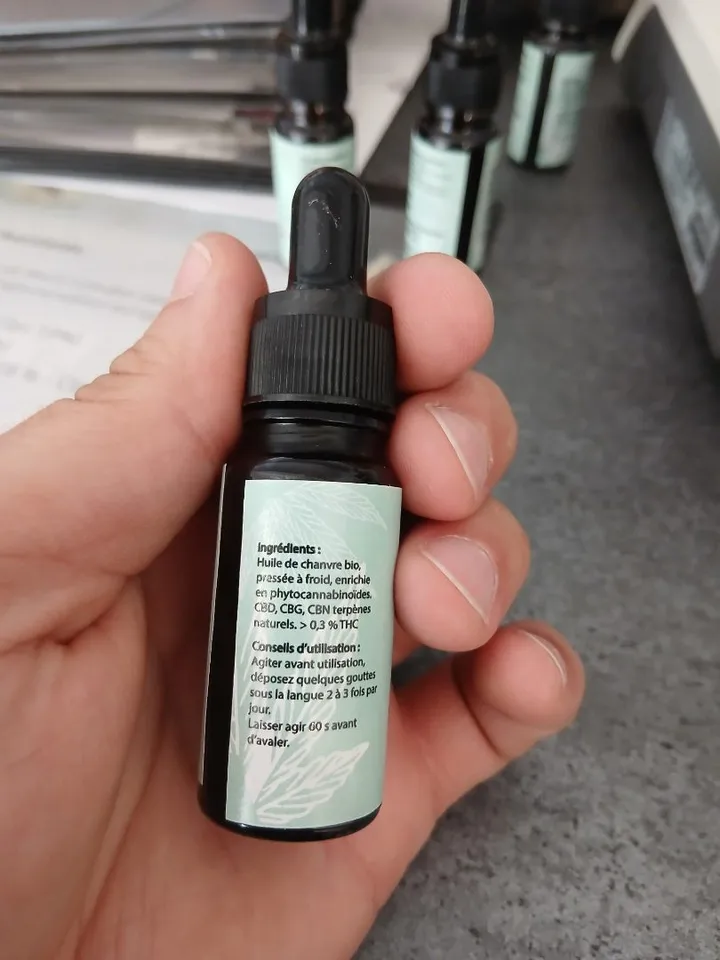 Ingrédients :
Huile de chanvre bio,
pressée à froid, enrichie
en phytocannabinoïdes.
CBD, CBG, CBN terpènes
naturels. > 0,3 % THC
Conseils d'utilisation :
Agiter avant utilisation,
déposez quelques gouttes
sous la langue 2 à 3 fois par
jour.
Laisser agir 60 s avant
d'avaler.